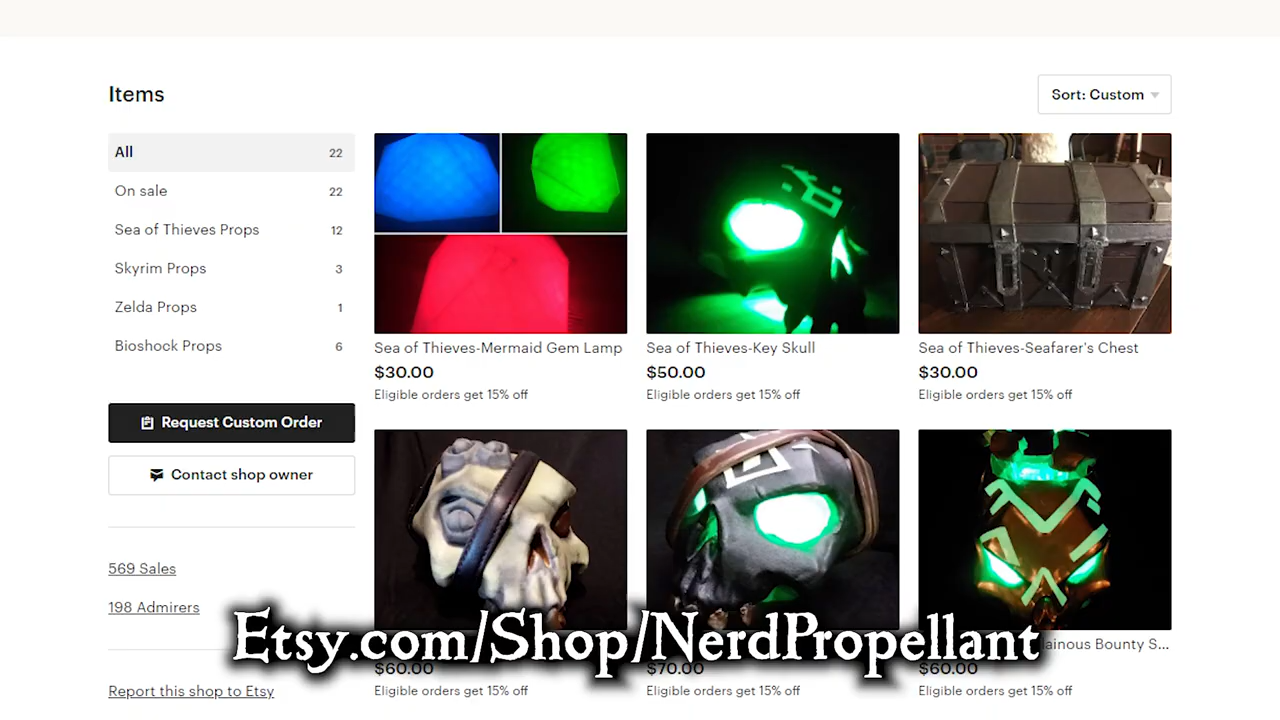 Items
Sort: Custom
All 22
On sale 22
Sea of Thieves Props 12
Skyrim Props 3
Zelda Props 1
Bioshock Props 6
Request Custom Order
Contact shop owner
569 Sales
198 Admirers
Report this shop to Etsy
Sea of Thieves-Mermaid Gem Lamp
$30.00
Eligible orders get 15% off
Sea of Thieves-Key Skull
$50.00
Eligible orders get 15% off
Sea of Thieves-Seafarer's Chest
$30.00
Eligible orders get 15% off
$60.00
Eligible orders get 15% off
$70.00
Eligible orders get 15% off
Bounty S...
$60.00
Eligible orders get 15% off
Etsy.com/Shop/NerdPropellant